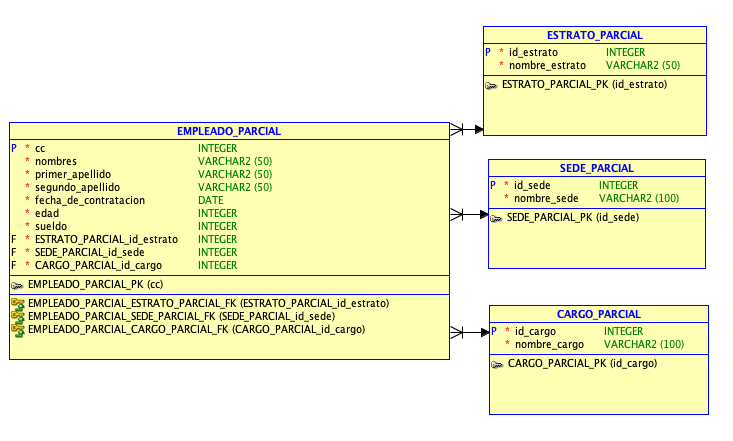 ESTRATO_PARCIAL
P * id_estrato INTEGER
* nombre_estrato VARCHAR2 (50)
ESTRATO_PARCIAL_PK (id_estrato)
EMPLEADO_PARCIAL
P * cc INTEGER
* nombres VARCHAR2 (50)
* primer_apellido VARCHAR2 (50)
* segundo_apellido VARCHAR2 (50)
* fecha_de_contratacion DATE
* edad INTEGER
* sueldo INTEGER
F * ESTRATO_PARCIAL_id_estrato INTEGER
F * SEDE_PARCIAL_id_sede INTEGER
F * CARGO_PARCIAL_id_cargo INTEGER
EMPLEADO_PARCIAL_PK (cc)
EMPLEADO_PARCIAL_ESTRATO_PARCIAL_FK (ESTRATO_PARCIAL_id_estrato)
EMPLEADO_PARCIAL_SEDE_PARCIAL_FK (SEDE_PARCIAL_id_sede)
EMPLEADO_PARCIAL_CARGO_PARCIAL_FK (CARGO_PARCIAL_id_cargo)
SEDE_PARCIAL
P * id_sede INTEGER
* nombre_sede VARCHAR2 (100)
SEDE_PARCIAL_PK (id_sede)
CARGO_PARCIAL
P * id_cargo INTEGER
* nombre_cargo VARCHAR2 (100)
CARGO_PARCIAL_PK (id_cargo)